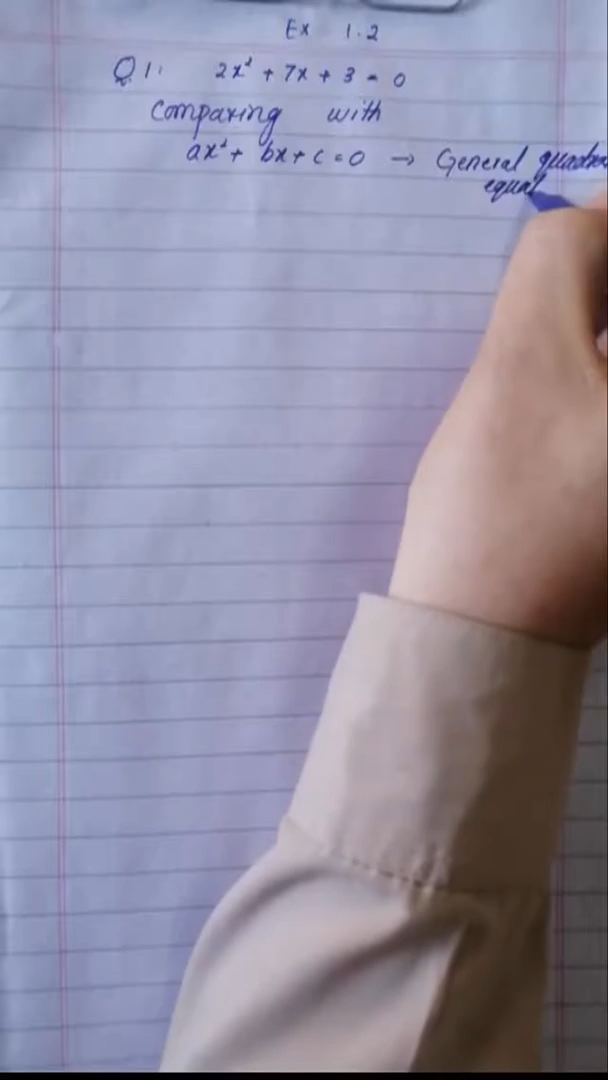 Ex 1.2
Q1. 2x² + 7x + 3 = 0
Comparing with
ax² + bx + c = 0 → General